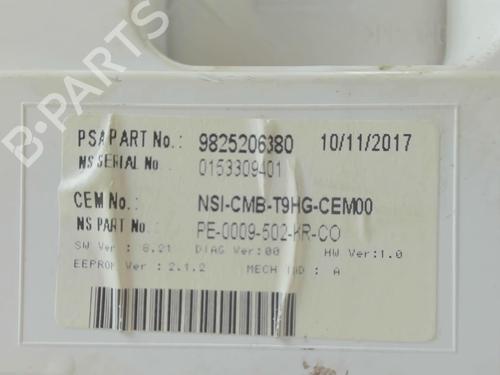 PSA PART No.: 9825206380 10/11/2017
NS SERIAL No. 0153309401
CEM No.: NSI-CMB-T9HG-CEM00
NS PART No.: PE-0009-502-KR-CO
SW Ver : 8.21 DIAG Ver:00 HW Ver:1.0
EEPROM Ver : 2.1.2 MECH IND : A
B-PARTS